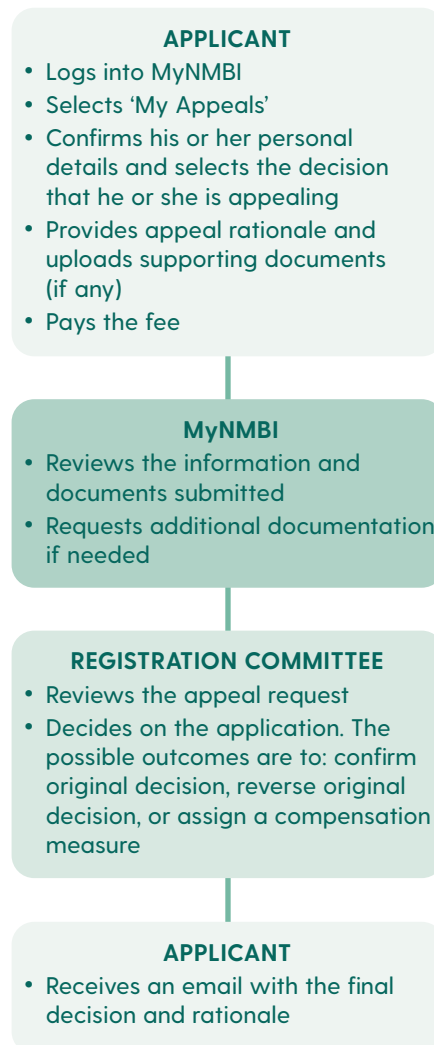 APPLICANT
• Logs into MyNMBI
• Selects ‘My Appeals’
• Confirms his or her personal
details and selects the decision
that he or she is appealing
• Provides appeal rationale and
uploads supporting documents
(if any)
• Pays the fee
MyNMBI
• Reviews the information and
documents submitted
• Requests additional documentation
if needed
REGISTRATION COMMITTEE
• Reviews the appeal request
• Decides on the application. The
possible outcomes are to: confirm
original decision, reverse original
decision, or assign a compensation
measure
APPLICANT
• Receives an email with the final
decision and rationale